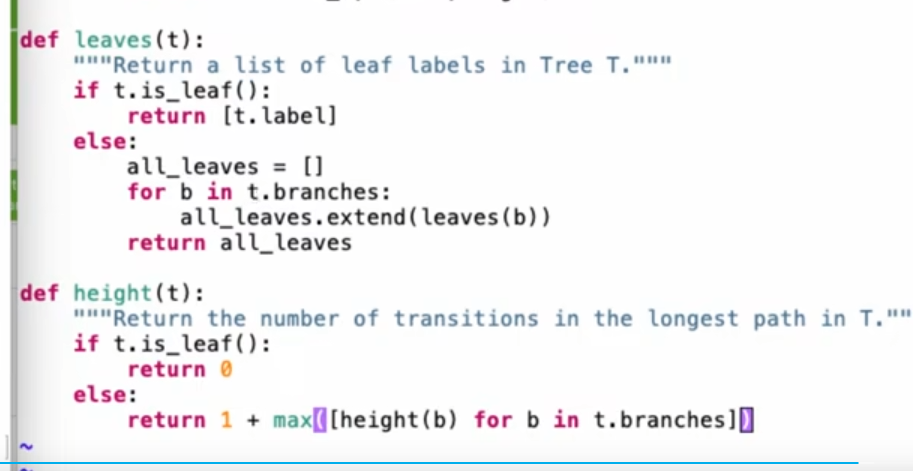 def leaves(t):
    """Return a list of leaf labels in Tree T."""
    if t.is_leaf():
        return [t.label]
    else:
        all_leaves = []
        for b in t.branches:
            all_leaves.extend(leaves(b))
        return all_leaves

def height(t):
    """Return the number of transitions in the longest path in T.""
    if t.is_leaf():
        return 0
    else:
        return 1 + max([height(b) for b in t.branches])
~